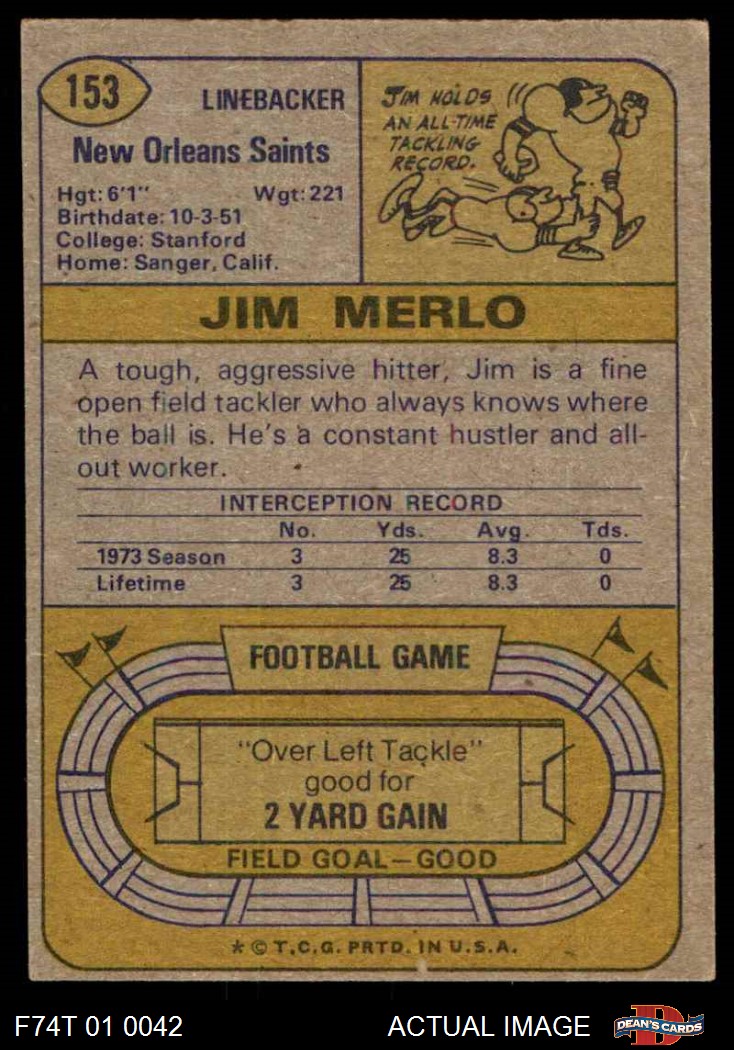 153
LINEBACKER
New Orleans Saints
Hgt: 6'1" Wgt: 221
Birthdate: 10-3-51
College: Stanford
Home: Sanger, Calif.
JIM HOLDS
AN ALL-TIME
TACKLING
RECORD.
JIM MERLO
A tough, aggressive hitter, Jim is a fine
open field tackler who always knows where
the ball is. He's a constant hustler and all-
out worker.
INTERCEPTION RECORD
No. Yds. Avg. Tds.
1973 Season 3 25 8.3 0
Lifetime 3 25 8.3 0
FOOTBALL GAME
"Over Left Tackle"
good for
2 YARD GAIN
FIELD GOAL—GOOD
* © T.C.G. PRTD. IN U.S.A.
F74T 01 0042 ACTUAL IMAGE D DEAN'S CARDS